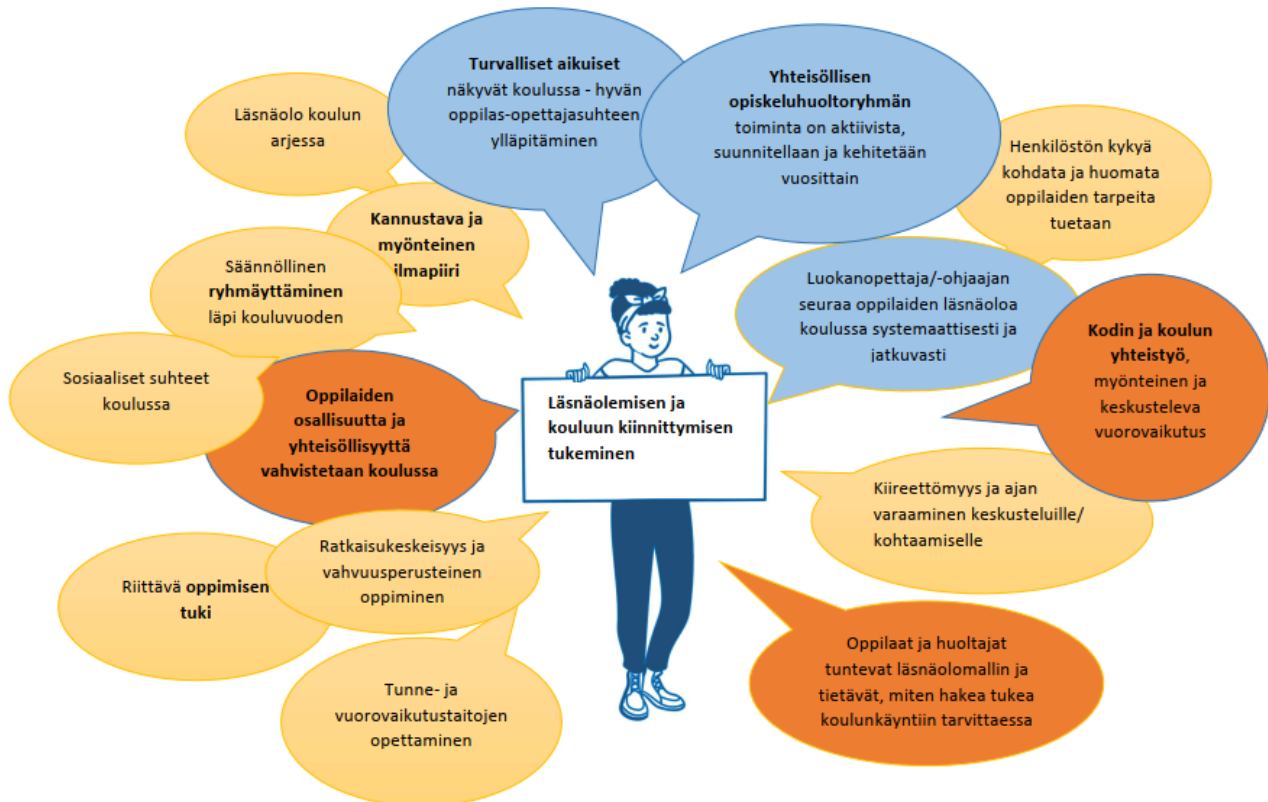 Turvalliset aikuiset
näkyvät koulussa - hyvän
oppilas-opettajasuhteen
ylläpitäminen
Yhteisöllisen
opiskeluhuoltoryhmän
toiminta on aktiivista,
suunnitellaan ja kehitetään
vuosittain
Läsnäolo koulun
arjessa
Henkilöstön kykyä
kohdata ja huomata
oppilaiden tarpeita
tuetaan
Kannustava ja
myönteinen
ilmapiiri
Säännöllinen
ryhmäyttäminen
läpi kouluvuoden
Luokanopettaja/-ohjaajan
seuraa oppilaiden läsnäoloa
koulussa systemaattisesti ja
jatkuvasti
Kodin ja koulun
yhteistyö,
myönteinen ja
keskusteleva
vuorovaikutus
Sosiaaliset suhteet
koulussa
Oppilaiden
osallisuutta ja
yhteisöllisyyttä
vahvistetaan koulussa
Läsnäolemisen ja
kouluun kiinnittymisen
tukeminen
Kiireettömyys ja ajan
varaaminen keskusteluille/
kohtaamiselle
Ratkaisukeskeisyys ja
vahvuusperusteinen
oppiminen
Riittävä oppimisen
tuki
Oppilaat ja huoltajat
tuntevat läsnäolomallin ja
tietävät, miten hakea tukea
koulunkäyntiin tarvittaessa
Tunne- ja
vuorovaikutustaitojen
opettaminen